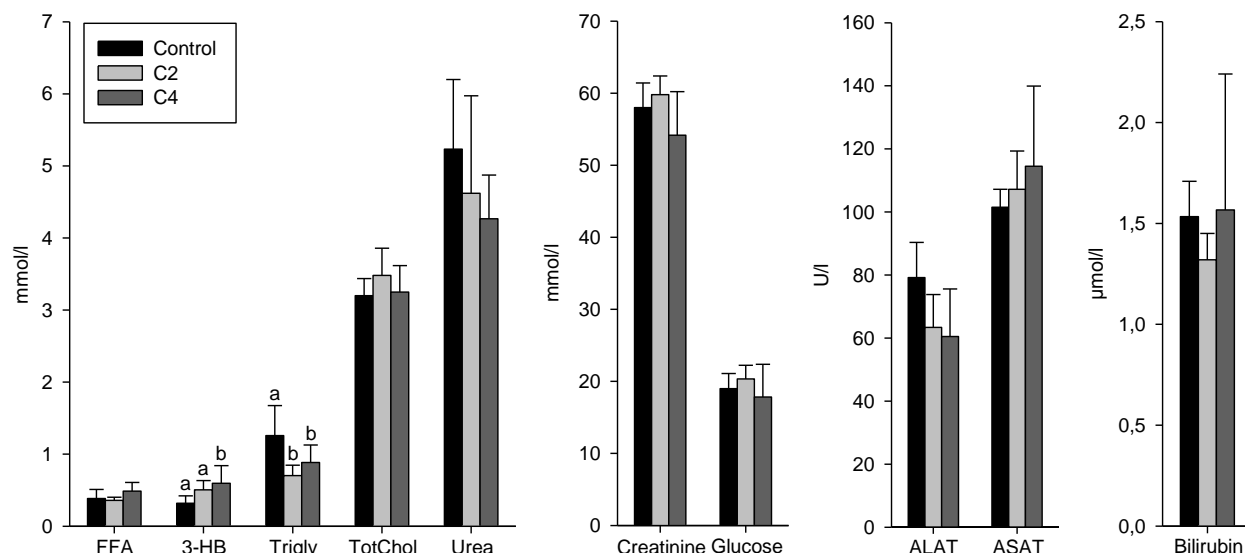 Control
C2
C4
mmol/l
7
6
5
4
3
2
1
0
a
a
b
a
b
b
FFA 3-HB Trigly TotChol Urea
mmol/l
70
60
50
40
30
20
10
0
Creatinine Glucose
U/l
160
140
120
100
80
60
40
20
0
ALAT ASAT
µmol/l
2,5
2,0
1,5
1,0
0,5
0,0
Bilirubin